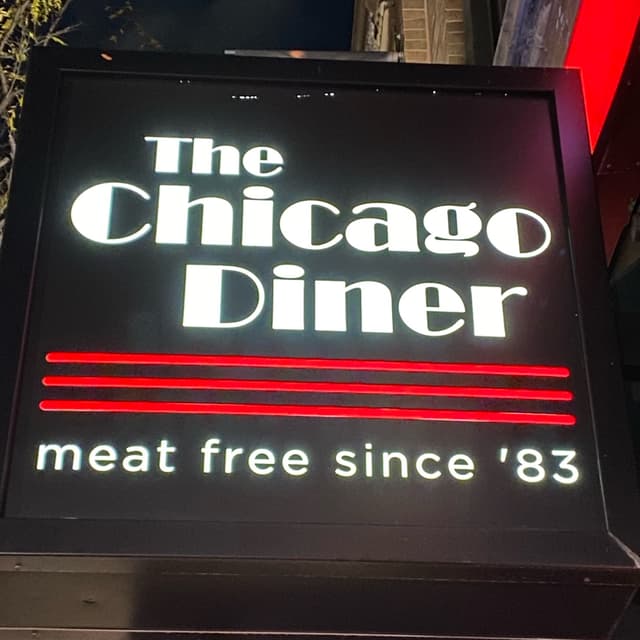 The
Chicago
Diner
meat free since '83